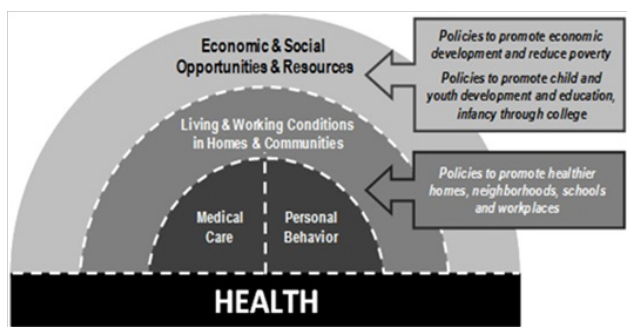 Economic & Social
Opportunities & Resources
Policies to promote economic
development and reduce poverty
Policies to promote child and
youth development and education,
infancy through college
Living & Working Conditions
in Homes & Communities
Policies to promote healthier
homes, neighborhoods, schools
and workplaces
Medical
Care
Personal
Behavior
HEALTH